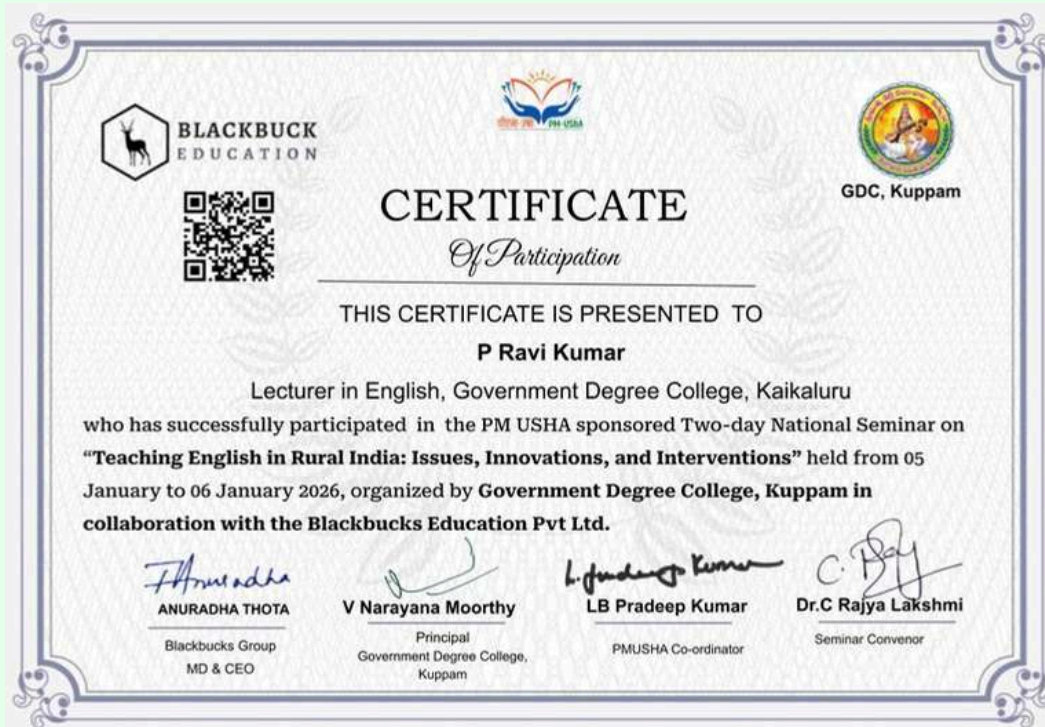 BLACKBUCK
EDUCATION
पीएम-उषा PM-USHA
GDC, Kuppam
CERTIFICATE
Of Participation
THIS CERTIFICATE IS PRESENTED TO
P Ravi Kumar
Lecturer in English, Government Degree College, Kaikaluru
who has successfully participated in the PM USHA sponsored Two-day National Seminar on
“Teaching English in Rural India: Issues, Innovations, and Interventions” held from 05
January to 06 January 2026, organized by Government Degree College, Kuppam in
collaboration with the Blackbucks Education Pvt Ltd.
ANURADHA THOTA
Blackbucks Group
MD & CEO
V Narayana Moorthy
Principal
Government Degree College,
Kuppam
LB Pradeep Kumar
PMUSHA Co-ordinator
Dr.C Rajya Lakshmi
Seminar Convenor